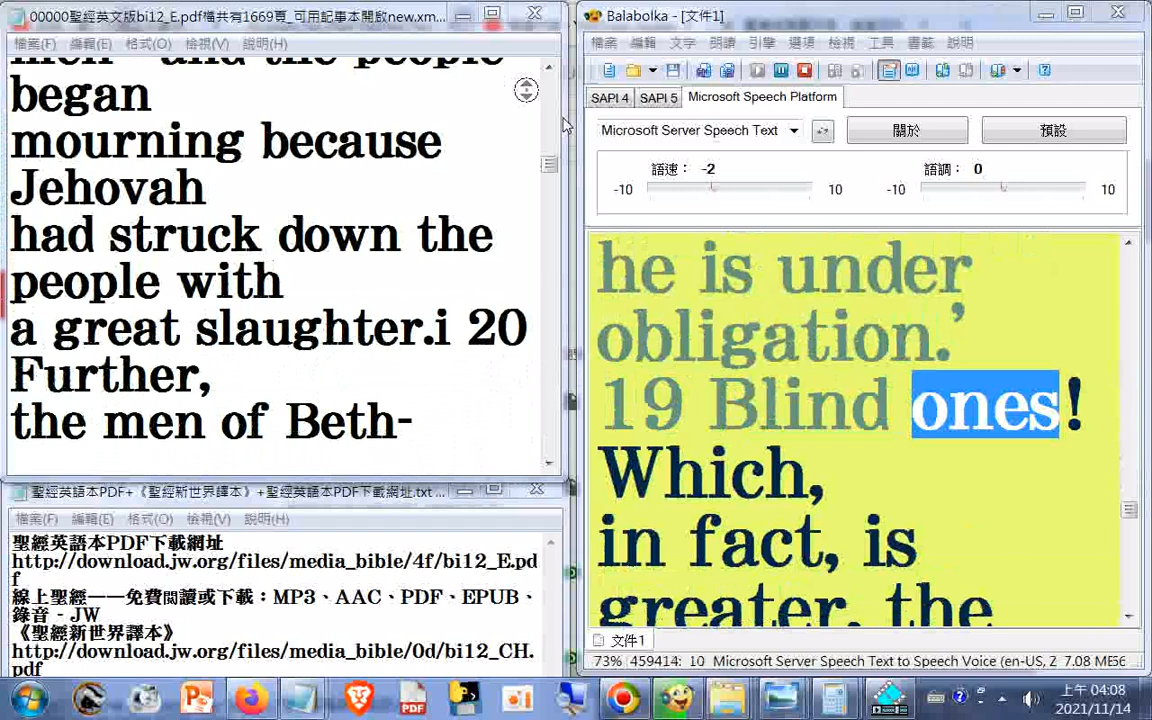 00000聖經英文版bi12_E.pdf檔共有1669頁_可用記事本開啟new.xm...
檔案(F) 編輯(E) 格式(O) 檢視(V) 說明(H)
men—and the people
began
mourning because
Jehovah
had struck down the
people with
a great slaughter.i 20
Further,
the men of Beth-
聖經英語本PDF+《聖經新世界譯本》+聖經英語本PDF下載網址.txt ...
檔案(F) 編輯(E) 格式(O) 檢視(V) 說明(H)
聖經英語本PDF下載網址
http://download.jw.org/files/media_bible/4f/bi12_E.pd
f
線上聖經——免費閱讀或下載：MP3、AAC、PDF、EPUB、
錄音 - JW
《聖經新世界譯本》
http://download.jw.org/files/media_bible/0d/bi12_CH.
pdf
Balabolka - [文件1]
檔案 編輯 文字 朗讀 引擎 選項 檢視 工具 書籤 說明
SAPI 4 SAPI 5 Microsoft Speech Platform
Microsoft Server Speech Text 關於 預設
語速： -2 語調： 0
-10 10 -10 10
he is under
obligation.’
19 Blind ones!
Which,
in fact, is
greater, the
文件1
73% 459414: 10 Microsoft Server Speech Text to Speech Voice (en-US, Z 7.08 ME56
PDF
上午 04:08
2021/11/14